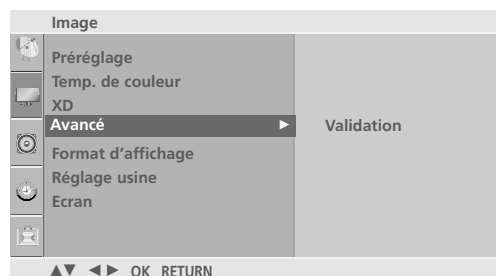 Image
Préréglage
Temp. de couleur
XD
Avancé ► Validation
Format d’affichage
Réglage usine
Ecran
▲▼ ◄► OK RETURN